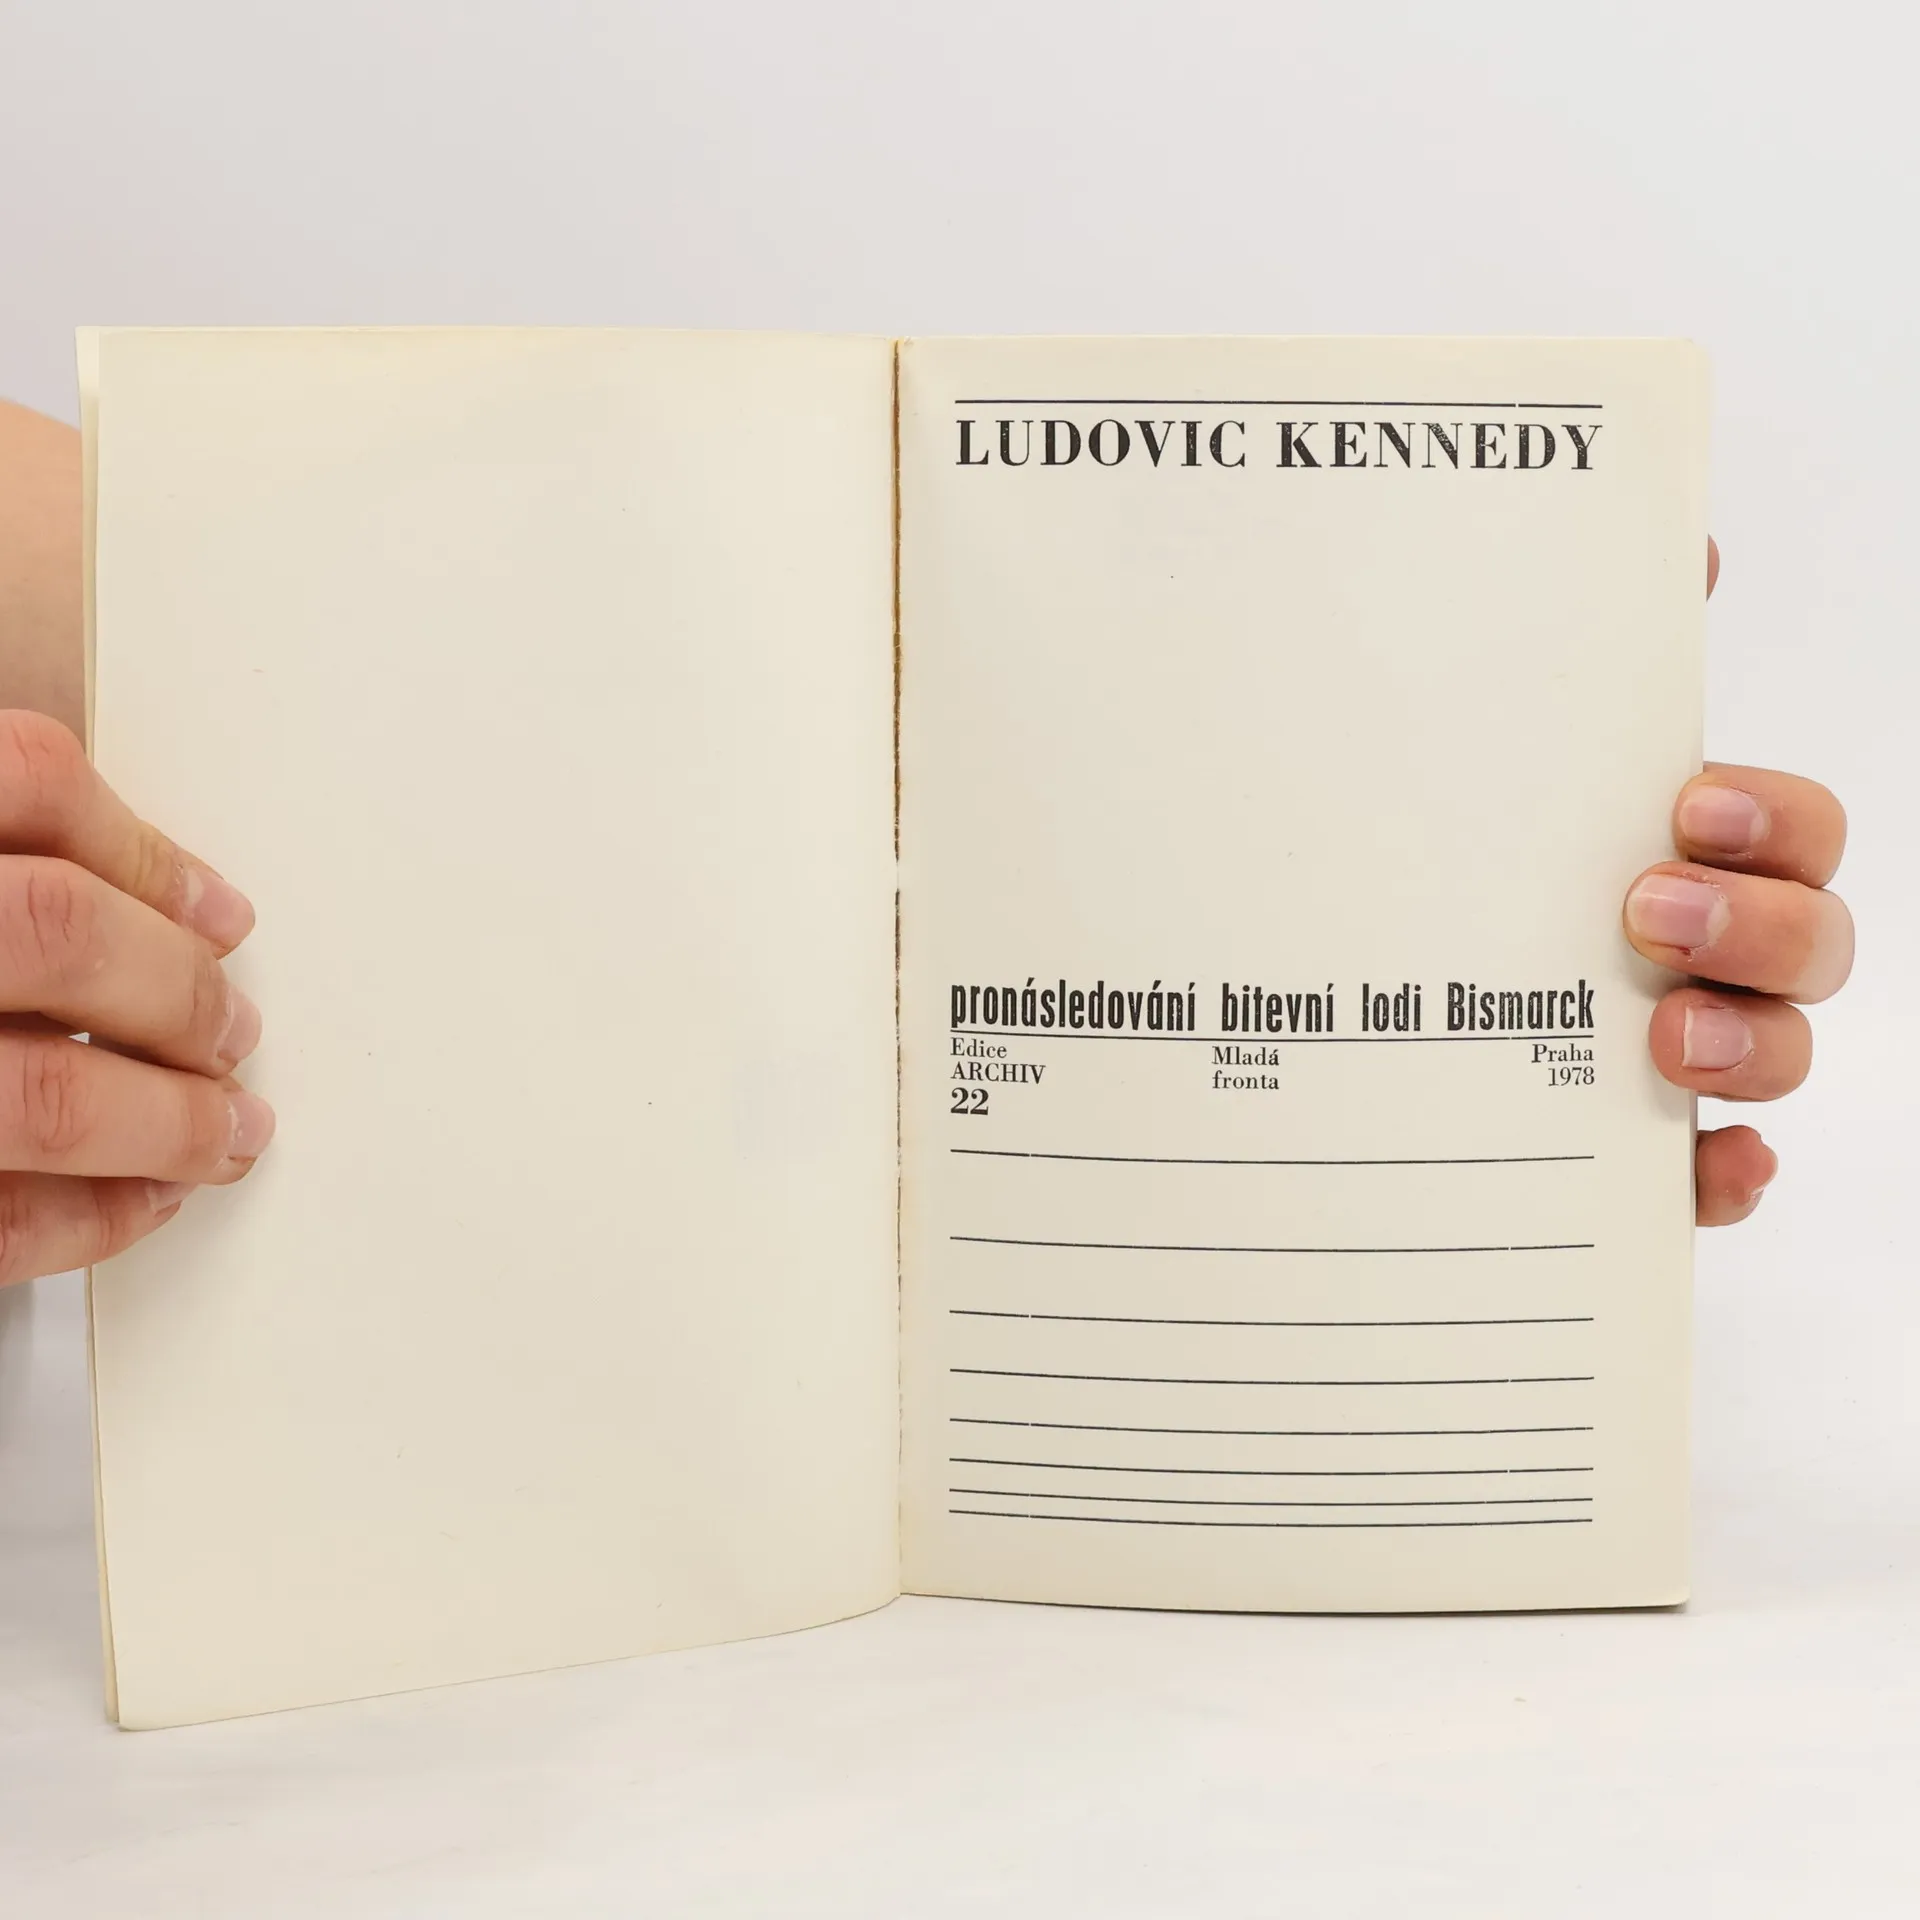 LUDOVIC KENNEDY
pronásledování bitevní lodi Bismarck
Edice
ARCHIV
22
Mladá
fronta
Praha
1978